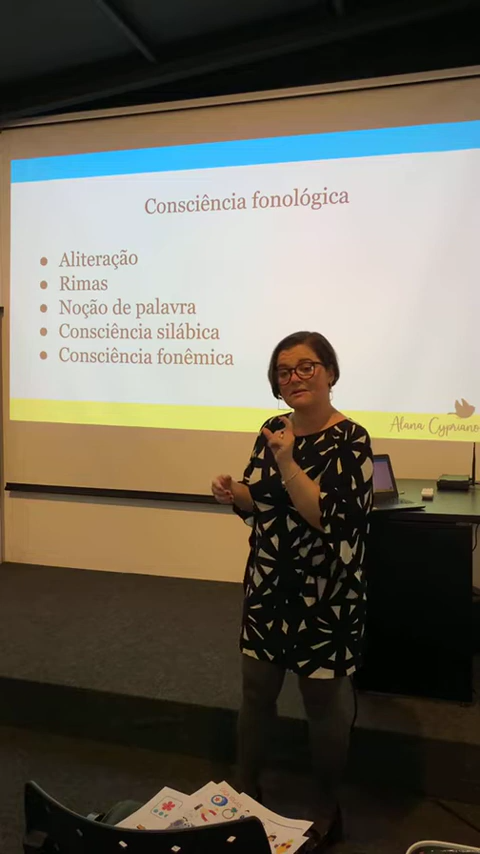 Consciência fonológica
● Aliteração
● Rimas
● Noção de palavra
● Consciência silábica
● Consciência fonêmica
Alana Cypriano